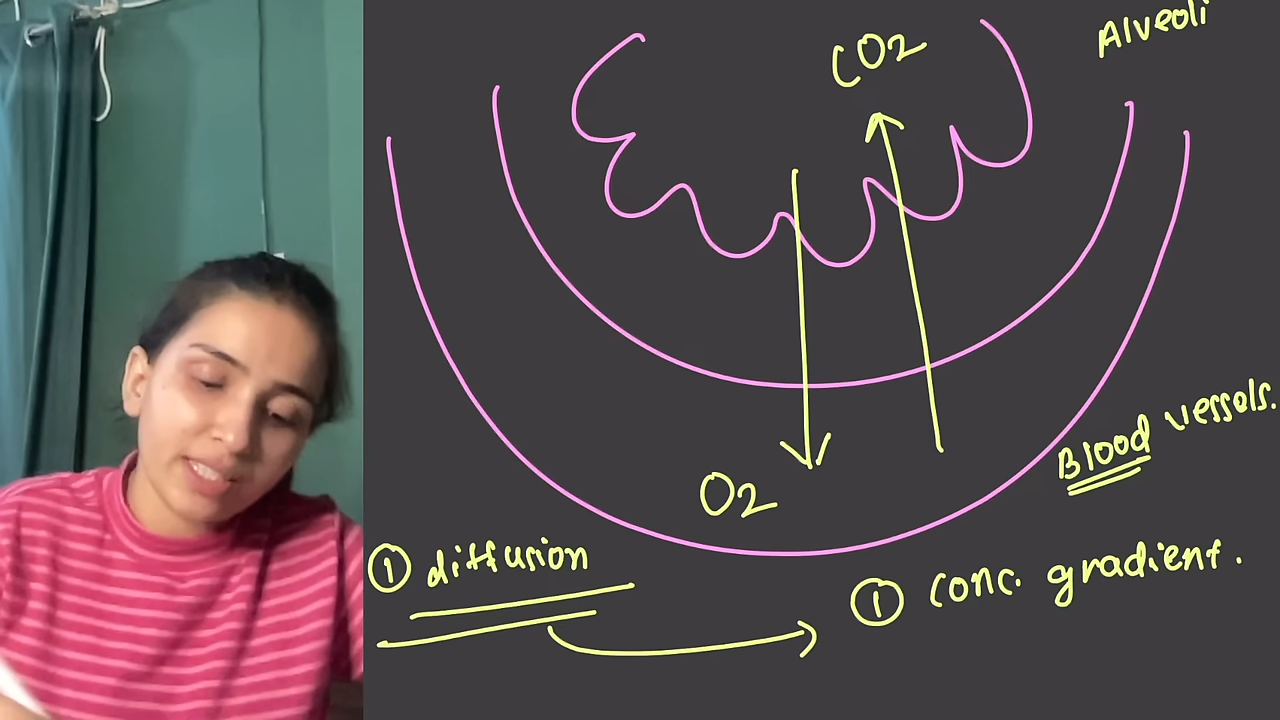 CO2
Alveoli
Blood vessels.
O2
① diffusion
① conc. gradient.